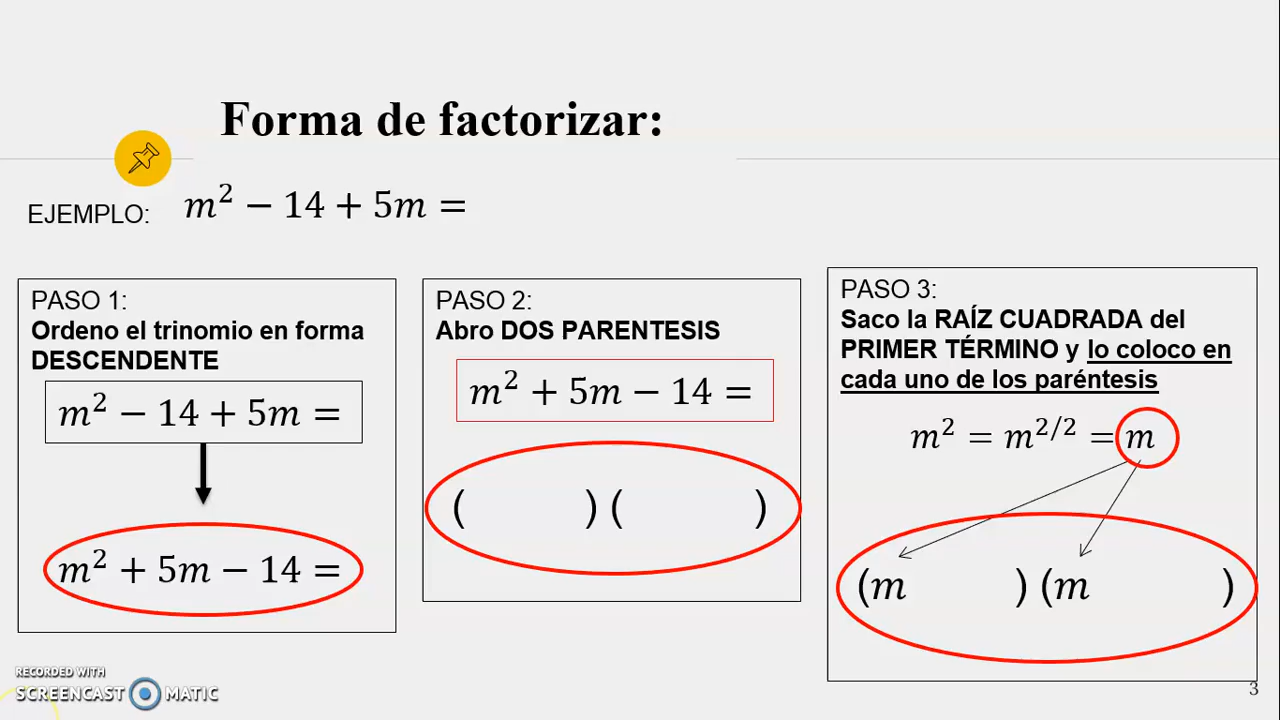 Forma de factorizar:
EJEMPLO: m² − 14 + 5m =
PASO 1:
Ordeno el trinomio en forma
DESCENDENTE
m² − 14 + 5m =
m² + 5m − 14 =
PASO 2:
Abro DOS PARENTESIS
m² + 5m − 14 =
( ) ( )
PASO 3:
Saco la RAÍZ CUADRADA del
PRIMER TÉRMINO y lo coloco en
cada uno de los paréntesis
m² = m^{2/2} = m
(m ) (m )
RECORDED WITH
SCREENCAST MATIC
3